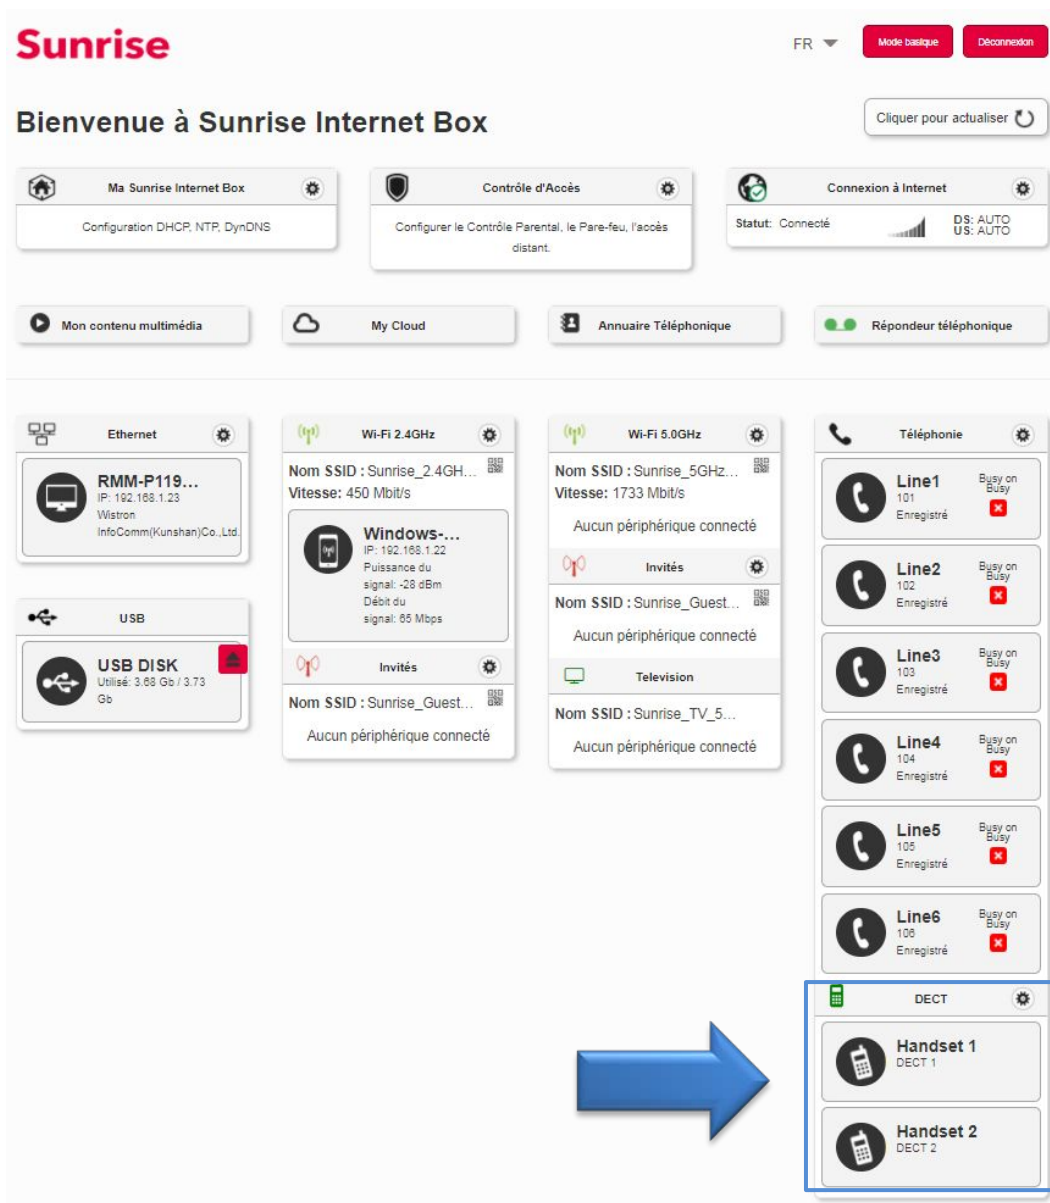 Sunrise
FR
Mode basique
Déconnexion
Bienvenue à Sunrise Internet Box
Cliquer pour actualiser
Ma Sunrise Internet Box
Configuration DHCP, NTP, DynDNS
Contrôle d'Accès
Configurer le Contrôle Parental, le Pare-feu, l'accès
distant.
Connexion à Internet
Statut: Connecté
DS: AUTO
US: AUTO
Mon contenu multimédia
My Cloud
Annuaire Téléphonique
Répondeur téléphonique
Ethernet
RMM-P119...
IP: 192.168.1.23
Wistron
InfoComm(Kunshan)Co.,Ltd.
USB
USB DISK
Utilisé: 3.68 Gb / 3.73
Gb
Wi-Fi 2.4GHz
Nom SSID : Sunrise_2.4GH...
Vitesse: 450 Mbit/s
Windows-...
IP: 192.168.1.22
Puissance du
signal: -28 dBm
Débit du
signal: 65 Mbps
Invités
Nom SSID : Sunrise_Guest...
Aucun périphérique connecté
Wi-Fi 5.0GHz
Nom SSID : Sunrise_5GHz...
Vitesse: 1733 Mbit/s
Aucun périphérique connecté
Invités
Nom SSID : Sunrise_Guest...
Aucun périphérique connecté
Television
Nom SSID : Sunrise_TV_5...
Aucun périphérique connecté
Téléphonie
Line1
101
Enregistré
Busy on
Busy
Line2
102
Enregistré
Busy on
Busy
Line3
103
Enregistré
Busy on
Busy
Line4
104
Enregistré
Busy on
Busy
Line5
105
Enregistré
Busy on
Busy
Line6
106
Enregistré
Busy on
Busy
DECT
Handset 1
DECT 1
Handset 2
DECT 2